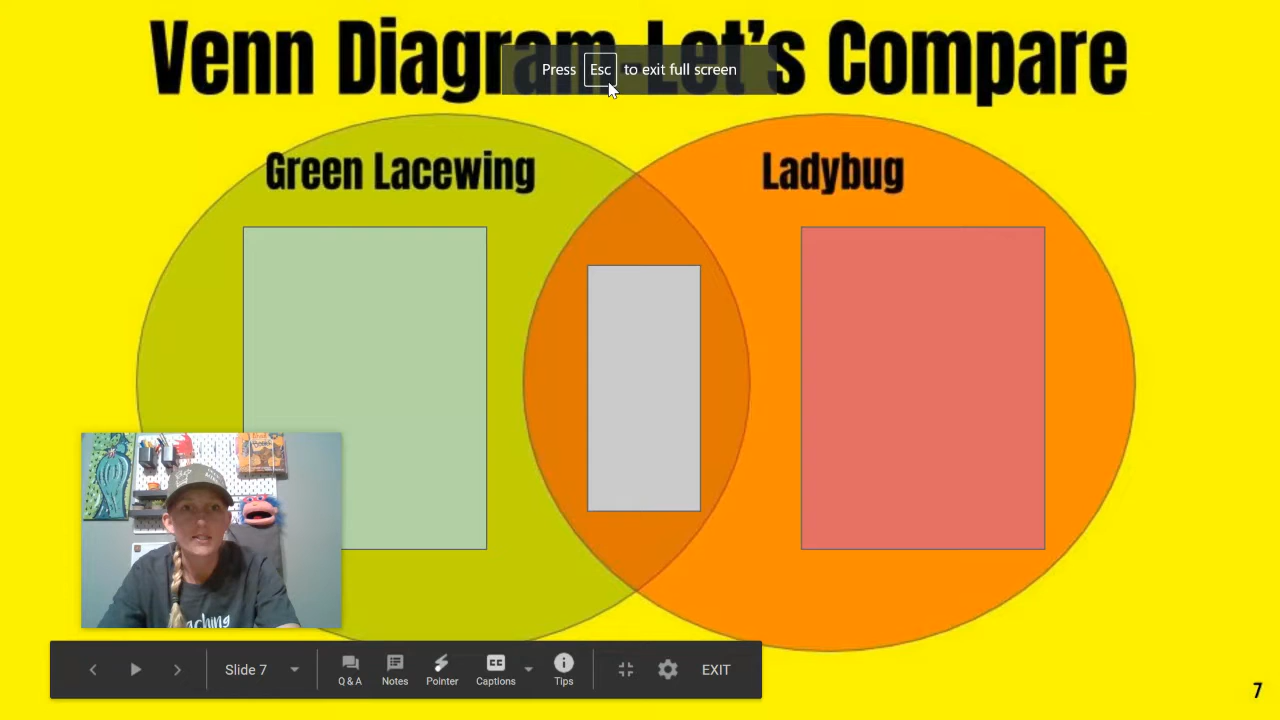 Venn Diagram-Let's Compare
Press Esc to exit full screen
Green Lacewing
Ladybug
Slide 7
Q & A
Notes
Pointer
CC
Captions
Tips
EXIT
7